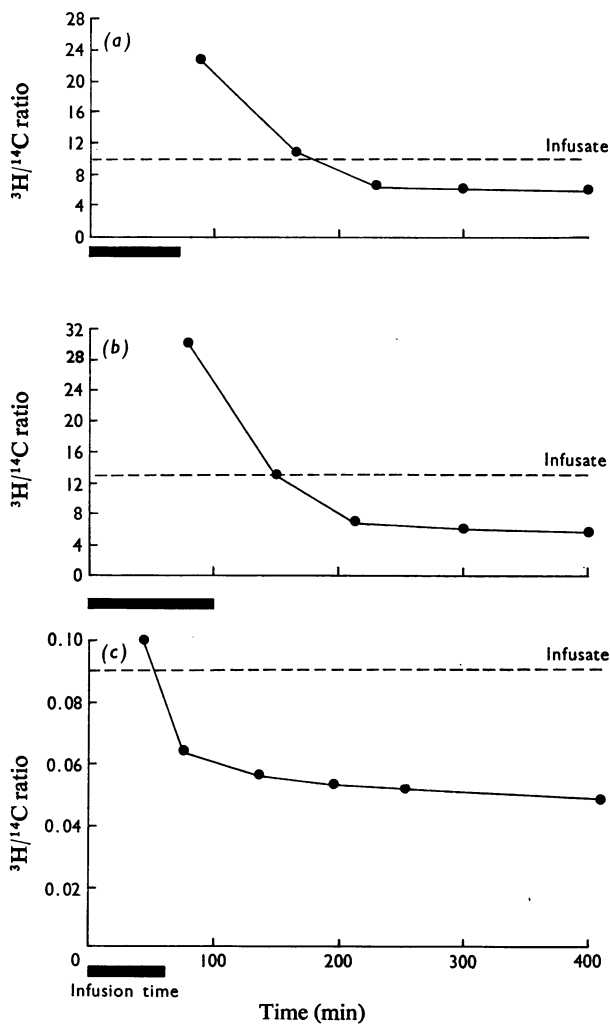 28
(a)
24
20
16
12
8
4
0
³H/¹⁴C ratio
Infusate
32
(b)
28
24
20
16
12
8
4
0
³H/¹⁴C ratio
Infusate
0.10
(c)
0.08
0.06
0.04
0.02
³H/¹⁴C ratio
Infusate
0 100 200 300 400
Infusion time
Time (min)